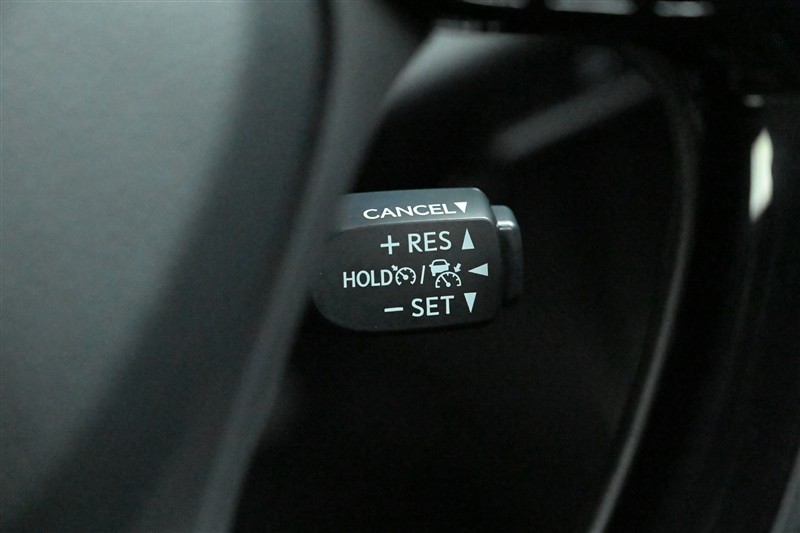 CANCEL▼
+ RES ▲
HOLD / ◀
− SET ▼